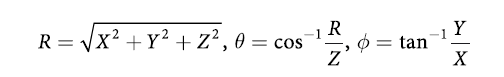 R = √(X² + Y² + Z²), θ = cos⁻¹ R/Z, ϕ = tan⁻¹ Y/X